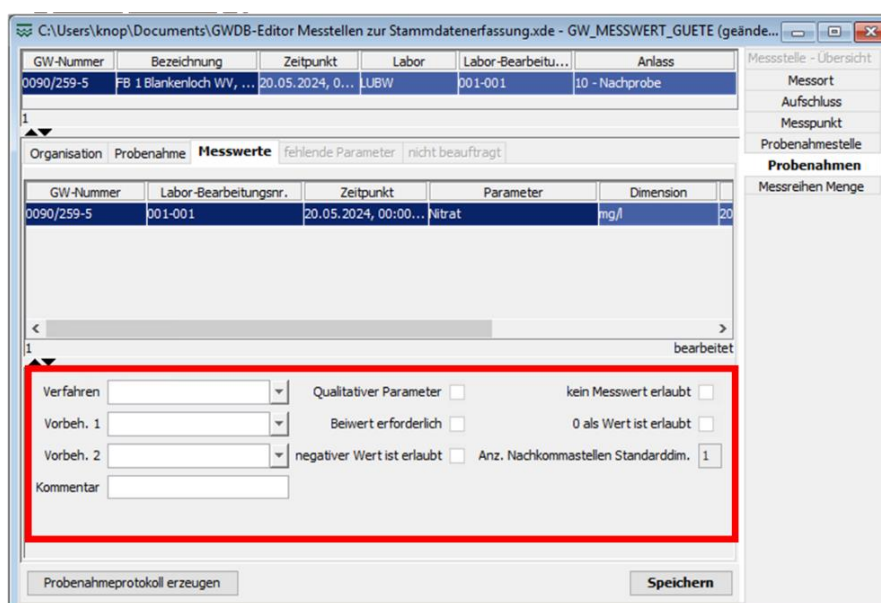 C:\Users\knop\Documents\GWDB-Editor Messstellen zur Stammdatenerfassung.xde - GW_MESSWERT_GUETE (geände...
GW-Nummer Bezeichnung Zeitpunkt Labor Labor-Bearbeitu... Anlass
0090/259-5 FB 1 Blankenloch WV, ... 20.05.2024, 0... LUBW 001-001 10 - Nachprobe
1
Messstelle - Übersicht
Messort
Aufschluss
Messpunkt
Probenahmestelle
Probenahmen
Messreihen Menge
Organisation Probenahme Messwerte fehlende Parameter nicht beauftragt
GW-Nummer Labor-Bearbeitungsnr. Zeitpunkt Parameter Dimension
0090/259-5 001-001 20.05.2024, 00:00... Nitrat mg/l 20
1 bearbeitet
Verfahren Qualitativer Parameter kein Messwert erlaubt
Vorbeh. 1 Beiwert erforderlich 0 als Wert ist erlaubt
Vorbeh. 2 negativer Wert ist erlaubt Anz. Nachkommastellen Standarddim. 1
Kommentar
Probenahmeprotokoll erzeugen Speichern